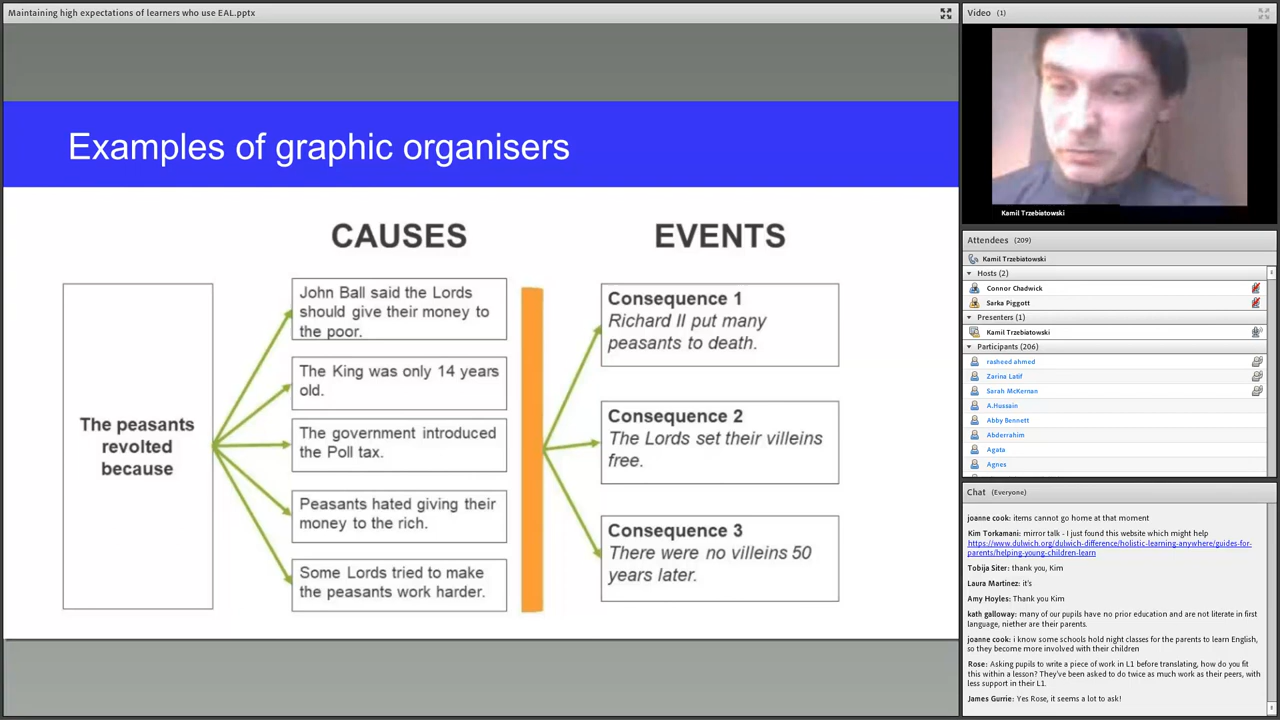 Maintaining high expectations of learners who use EAL.pptx
Examples of graphic organisers
CAUSES
EVENTS
The peasants
revolted
because
John Ball said the Lords
should give their money to
the poor.
The King was only 14 years
old.
The government introduced
the Poll tax.
Peasants hated giving their
money to the rich.
Some Lords tried to make
the peasants work harder.
Consequence 1
Richard II put many
peasants to death.
Consequence 2
The Lords set their villeins
free.
Consequence 3
There were no villeins 50
years later.
Video (1)
Kamil Trzebiatowski
Attendees (209)
Kamil Trzebiatowski
Hosts (2)
Connor Chadwick
Sarka Piggott
Presenters (1)
Kamil Trzebiatowski
Participants (206)
rasheed ahmed
Zarina Latif
Sarah McKernan
A.Hussain
Abby Bennett
Abderrahim
Agata
Agnes
Chat (Everyone)
joanne cook: items cannot go home at that moment
Kim Torkamani: mirror talk - I just found this website which might help
https://www.dulwich.org/dulwich-difference/holistic-learning-anywhere/guides-for-
parents/helping-young-children-learn
Tobija Siter: thank you, Kim
Laura Martinez: it's
Amy Hoyles: Thank you Kim
kath galloway: many of our pupils have no prior education and are not literate in first
language, niether are their parents.
joanne cook: i know some schools hold night classes for the parents to learn English,
so they become more involved with their children
Rose: Asking pupils to write a piece of work in L1 before translating, how do you fit
this within a lesson? They've been asked to do twice as much work as their peers, with
less support in their L1.
James Gurrie: Yes Rose, it seems a lot to ask!